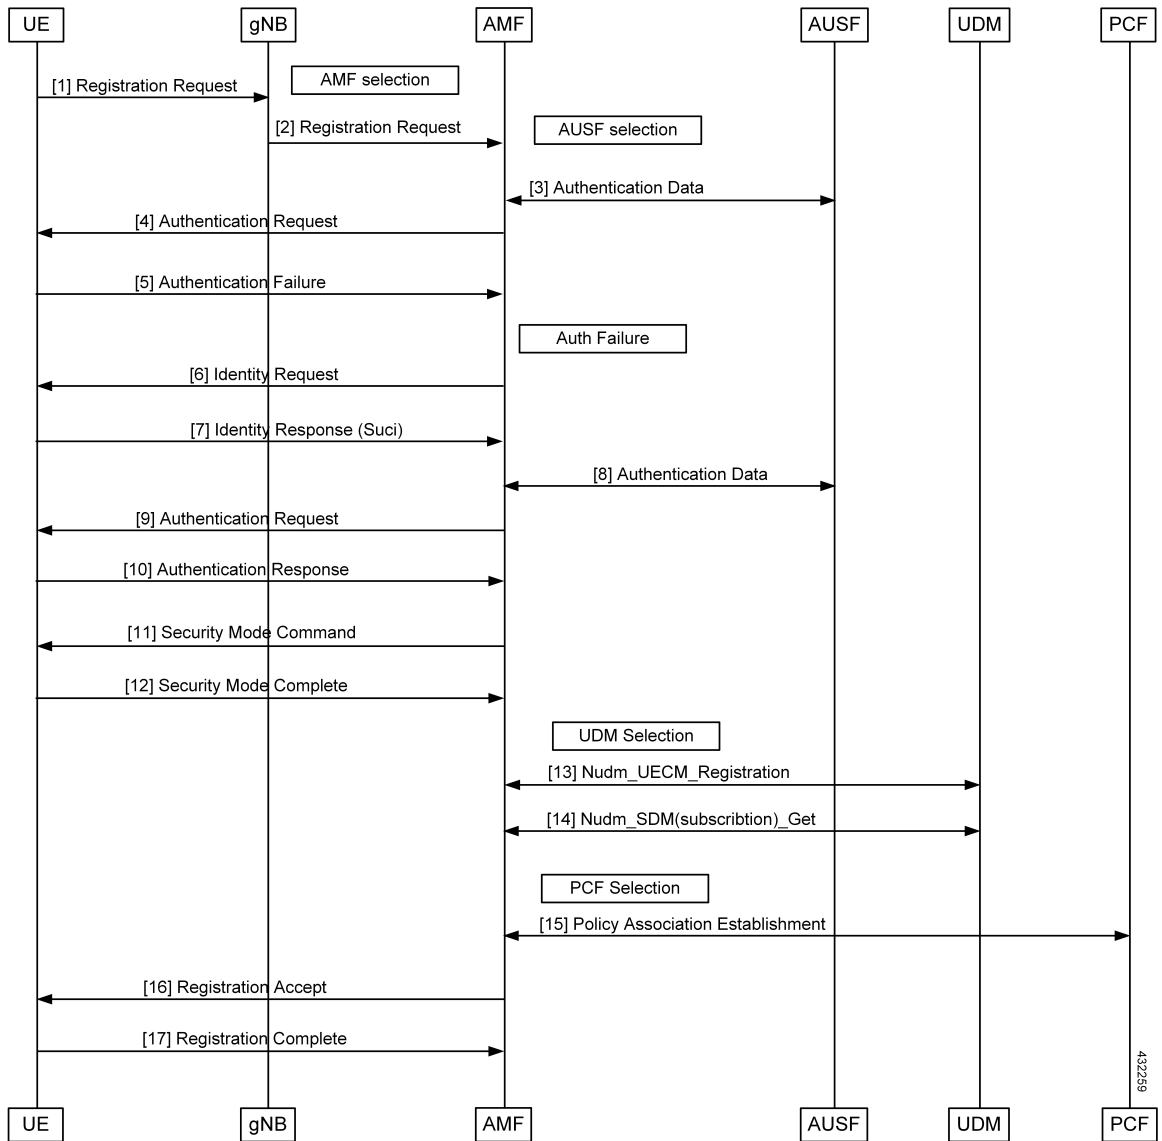 UE
gNB
AMF
AUSF
UDM
PCF
AMF selection
[1] Registration Request
[2] Registration Request
AUSF selection
[3] Authentication Data
[4] Authentication Request
[5] Authentication Failure
Auth Failure
[6] Identity Request
[7] Identity Response (Suci)
[8] Authentication Data
[9] Authentication Request
[10] Authentication Response
[11] Security Mode Command
[12] Security Mode Complete
UDM Selection
[13] Nudm_UECM_Registration
[14] Nudm_SDM(subscribtion)_Get
PCF Selection
[15] Policy Association Establishment
[16] Registration Accept
[17] Registration Complete
432259
UE
gNB
AMF
AUSF
UDM
PCF